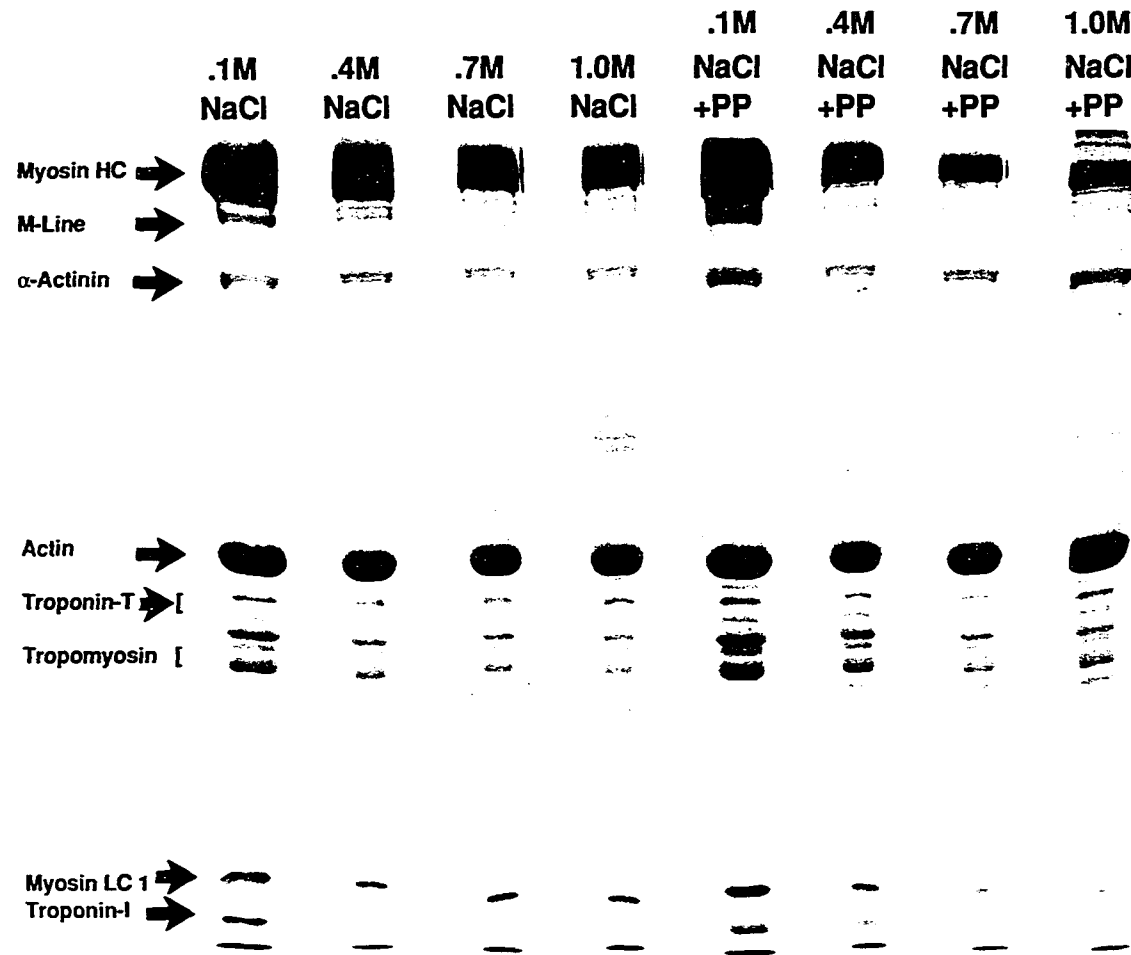 .1M .4M .7M 1.0M
NaCl NaCl NaCl NaCl
.1M .4M .7M 1.0M
NaCl NaCl NaCl NaCl
+PP +PP +PP +PP
Myosin HC
M-Line
α-Actinin
Actin
Troponin-T [
Tropomyosin [
Myosin LC 1
Troponin-I